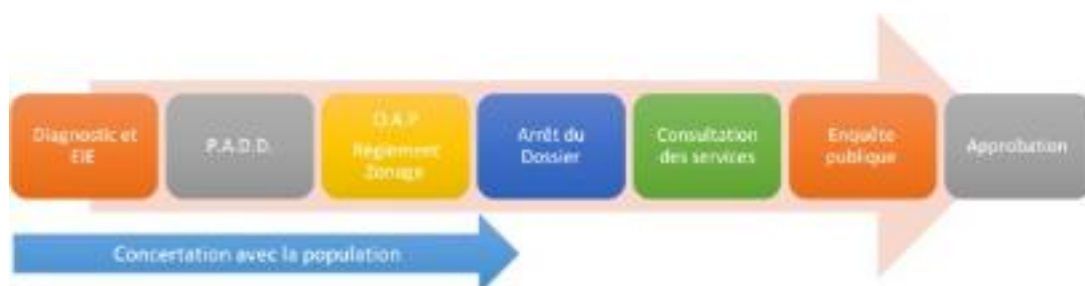 Diagnostic et
EIE
P.A.D.D.
O.A.P
Règlement
Zonage
Arrêt du
Dossier
Consultation
des services
Enquête
publique
Approbation
Concertation avec la population